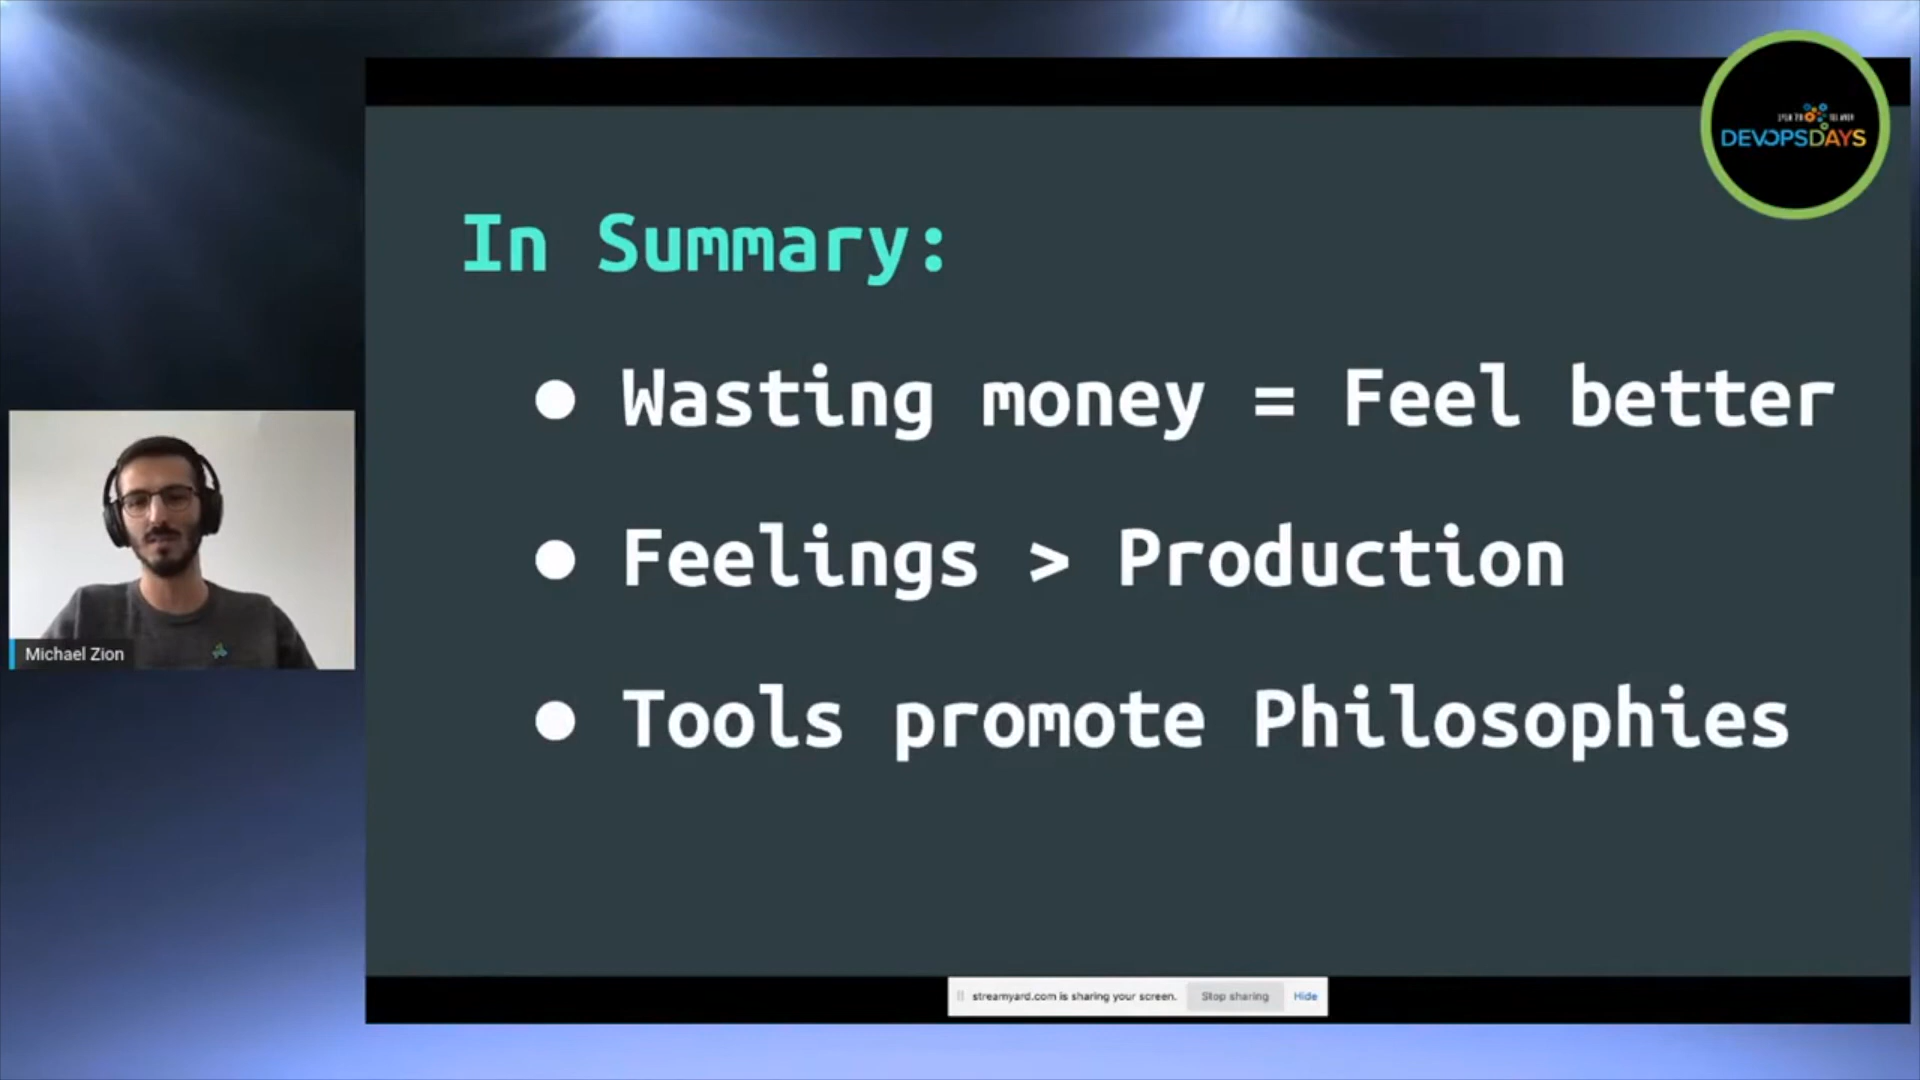 DEVOPSDAYS
In Summary:
● Wasting money = Feel better
● Feelings > Production
● Tools promote Philosophies
Michael Zion
streamyard.com is sharing your screen. Stop sharing Hide